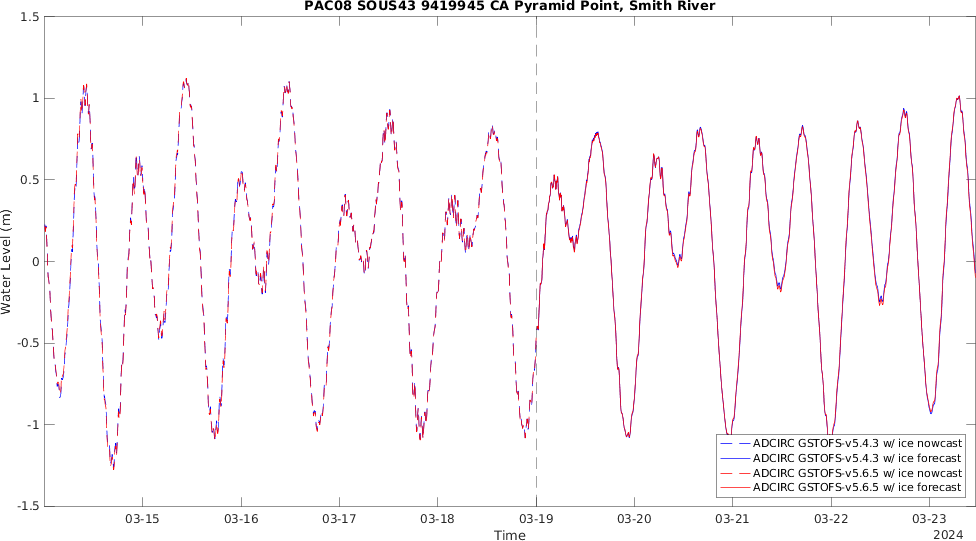 PAC08 SOUS43 9419945 CA Pyramid Point, Smith River
Water Level (m)
1.5
1
0.5
0
-0.5
-1
-1.5
ADCIRC GSTOFS-v5.4.3 w/ ice nowcast
ADCIRC GSTOFS-v5.4.3 w/ ice forecast
ADCIRC GSTOFS-v5.6.5 w/ ice nowcast
ADCIRC GSTOFS-v5.6.5 w/ ice forecast
03-15 03-16 03-17 03-18 03-19 03-20 03-21 03-22 03-23
Time
2024